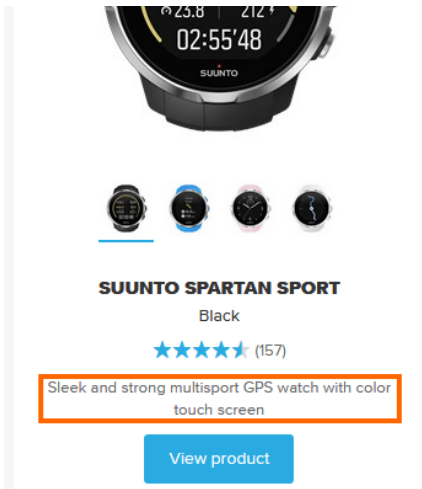 23.8 212
02:55'48
SUUNTO
SUUNTO SPARTAN SPORT
Black
(157)
Sleek and strong multisport GPS watch with color
touch screen
View product